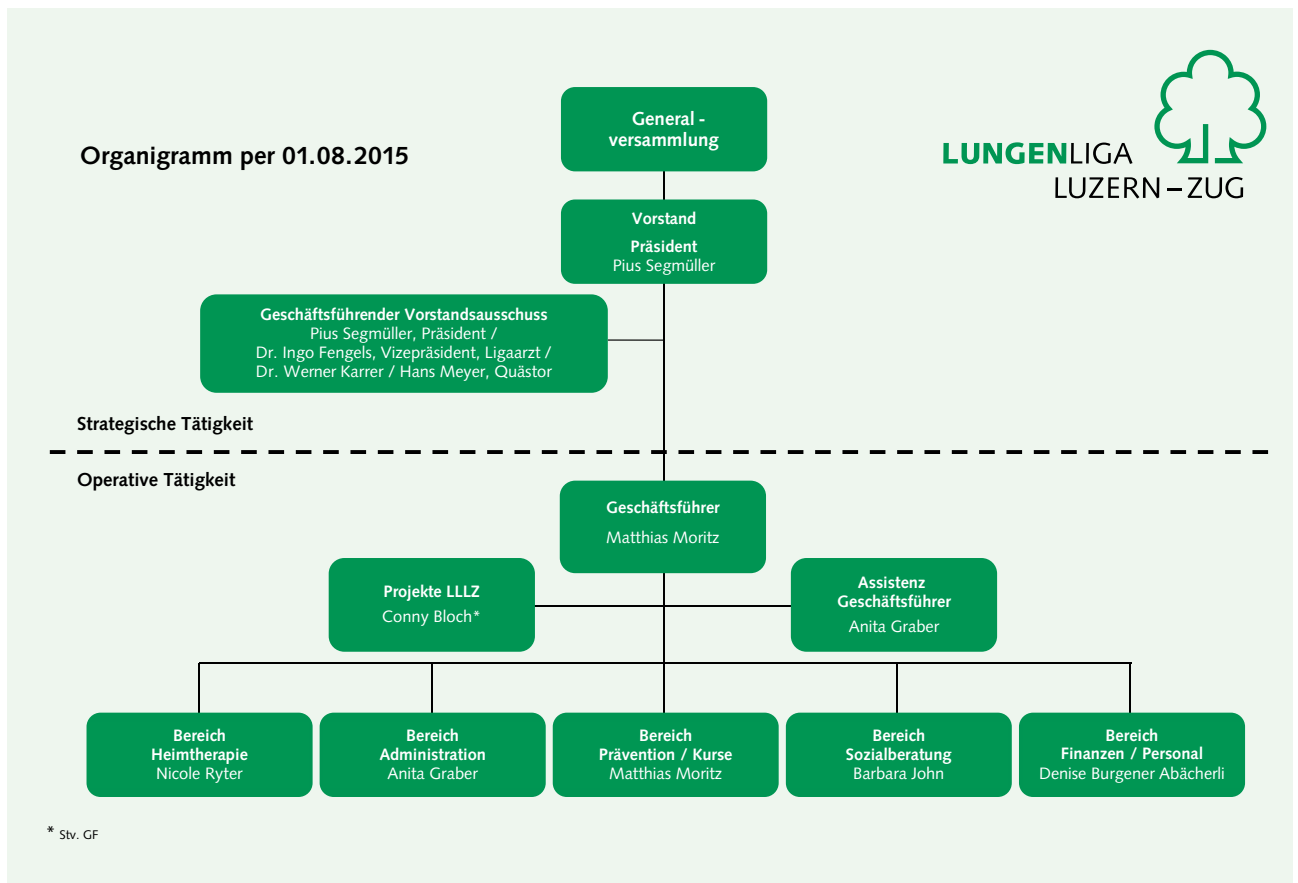 Organigramm per 01.08.2015
General -
versammlung
LUNGENLIGA
LUZERN – ZUG
Vorstand
Präsident
Pius Segmüller
Geschäftsführender Vorstandsausschuss
Pius Segmüller, Präsident /
Dr. Ingo Fengels, Vizepräsident, Ligaarzt /
Dr. Werner Karrer / Hans Meyer, Quästor
Strategische Tätigkeit
Operative Tätigkeit
Geschäftsführer
Matthias Moritz
Projekte LLLZ
Conny Bloch*
Assistenz
Geschäftsführer
Anita Graber
Bereich
Heimtherapie
Nicole Ryter
Bereich
Administration
Anita Graber
Bereich
Prävention / Kurse
Matthias Moritz
Bereich
Sozialberatung
Barbara John
Bereich
Finanzen / Personal
Denise Burgener Abächerli
* Stv. GF